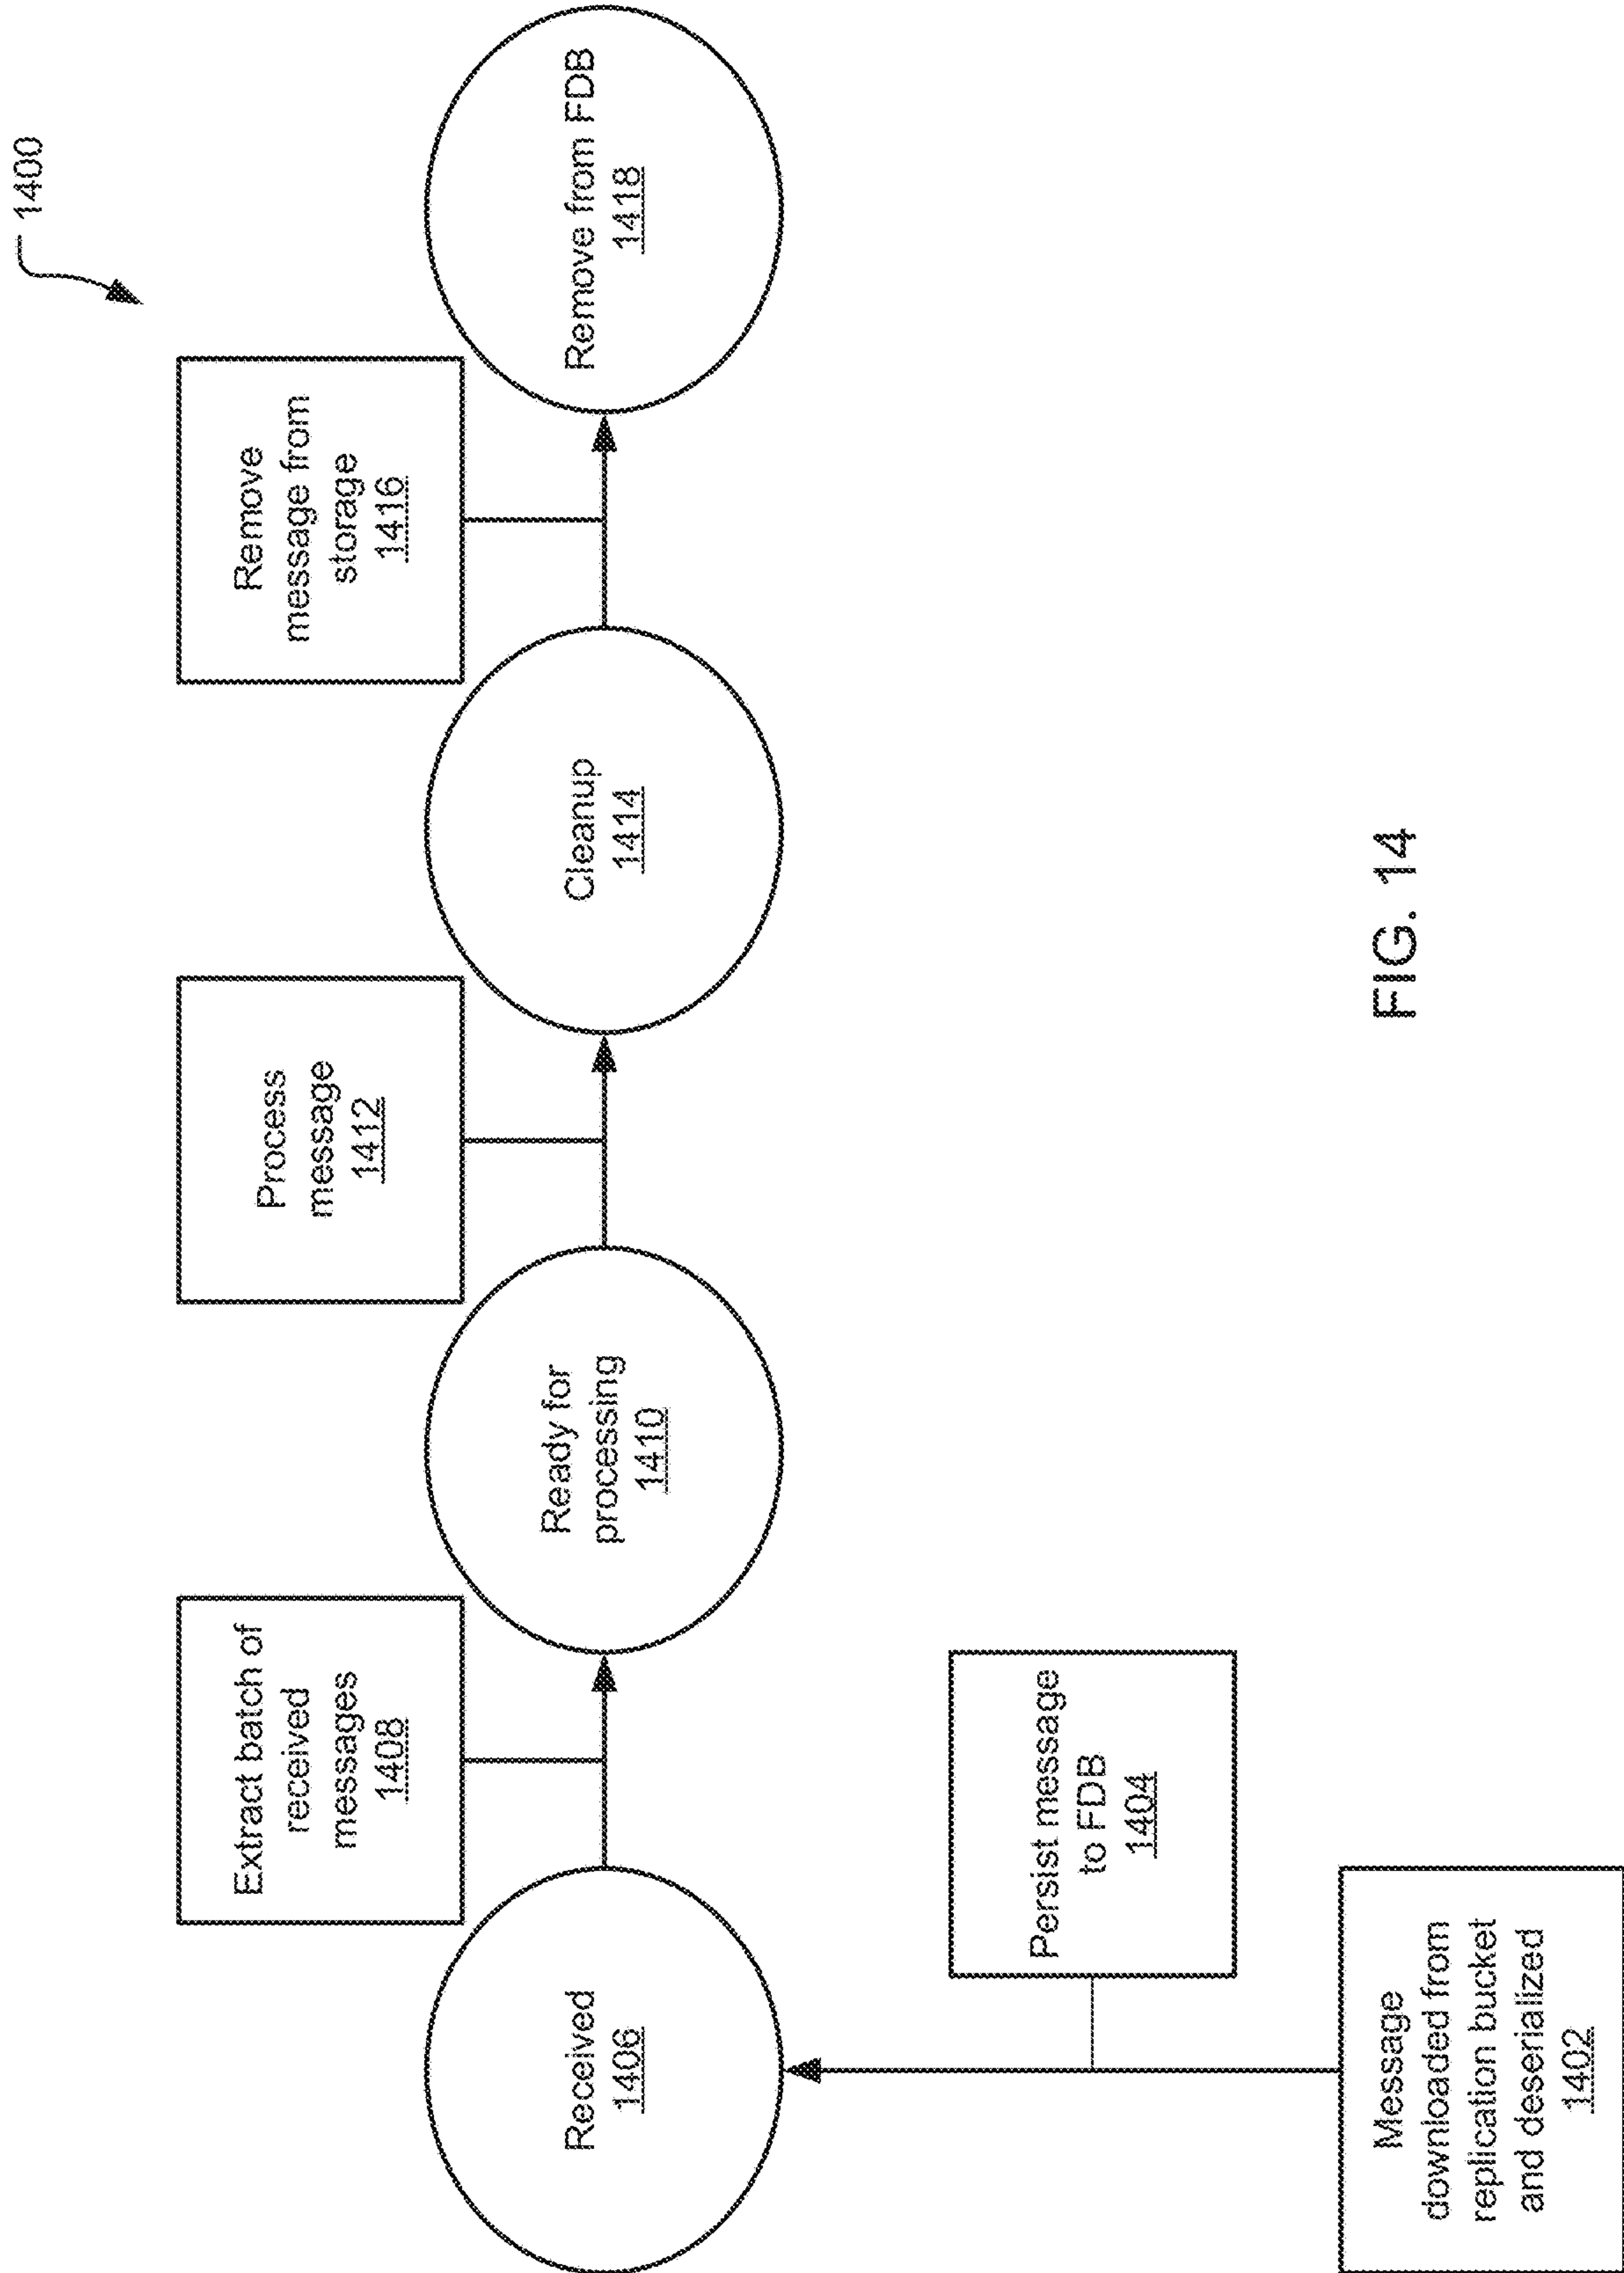 1400
Extract batch of
received
messages
1408
Process
message
1412
Remove
message from
storage
1416
Received
1406
Ready for
processing
1410
Cleanup
1414
Remove from FDB
1418
Persist message
to FDB
1404
Message
downloaded from
replication bucket
and deserialized
1402
FIG. 14